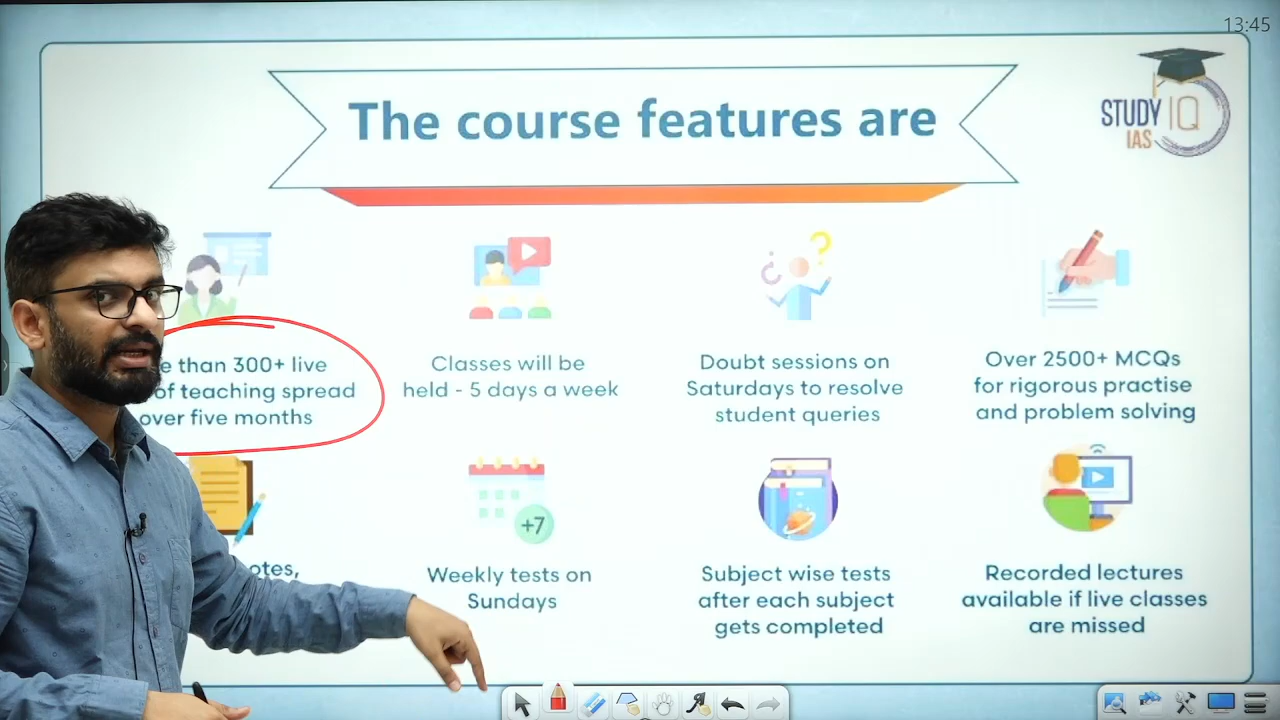 13:45
The course features are
STUDY IQ
IAS
than 300+ live
of teaching spread
over five months
Classes will be
held - 5 days a week
Doubt sessions on
Saturdays to resolve
student queries
Over 2500+ MCQs
for rigorous practise
and problem solving
+7
Weekly tests on
Sundays
Subject wise tests
after each subject
gets completed
Recorded lectures
available if live classes
are missed